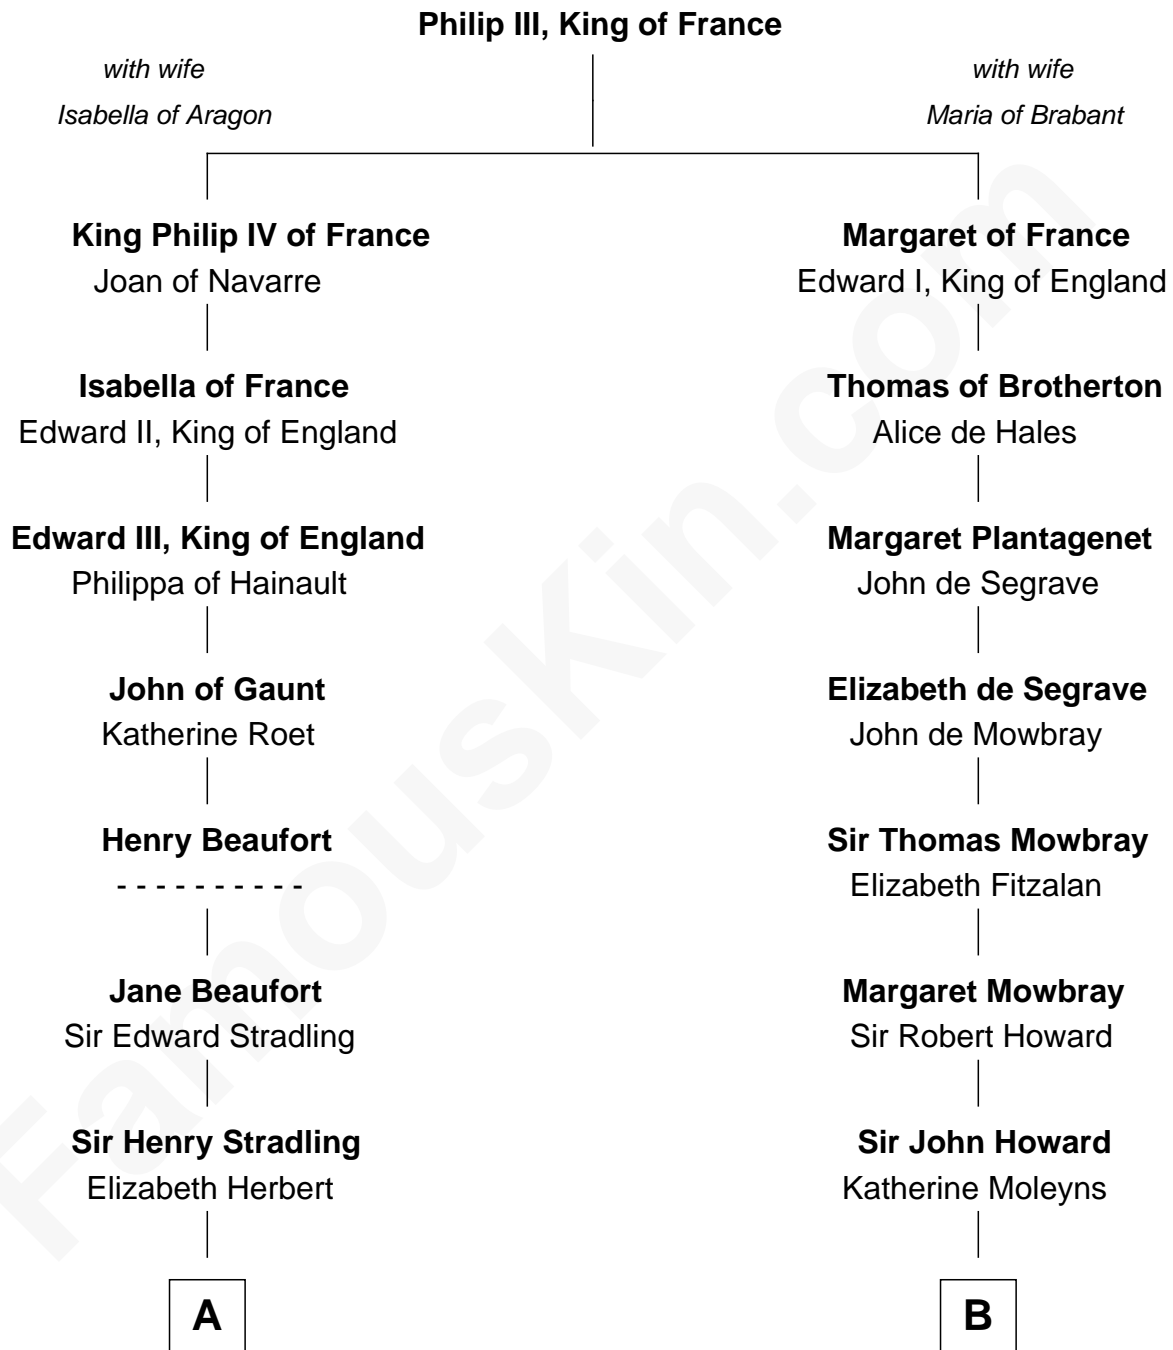 Philip III, King of France
with wife
Isabella of Aragon
with wife
Maria of Brabant
King Philip IV of France
Joan of Navarre
Isabella of France
Edward II, King of England
Edward III, King of England
Philippa of Hainault
John of Gaunt
Katherine Roet
Henry Beaufort
- - - - - - - - - -
Jane Beaufort
Sir Edward Stradling
Sir Henry Stradling
Elizabeth Herbert
A
Margaret of France
Edward I, King of England
Thomas of Brotherton
Alice de Hales
Margaret Plantagenet
John de Segrave
Elizabeth de Segrave
John de Mowbray
Sir Thomas Mowbray
Elizabeth Fitzalan
Margaret Mowbray
Sir Robert Howard
Sir John Howard
Katherine Moleyns
B
FamousKin.com